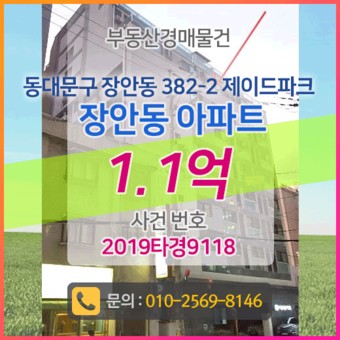 부동산경매물건
동대문구 장안동 382-2 제이드파크
장안동 아파트
1.1억
사건 번호
2019타경9118
문의 : 010-2569-8146